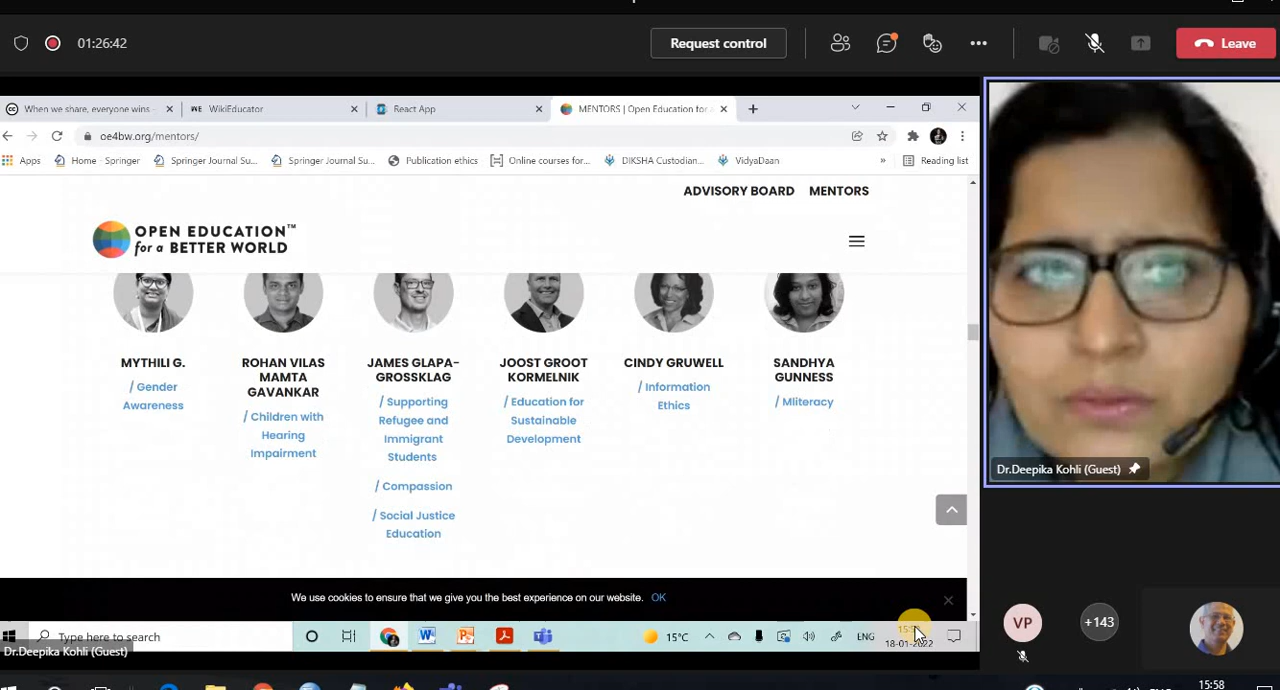 01:26:42
Request control
Leave
When we share, everyone wins
WikiEducator
React App
MENTORS | Open Education for a
oe4bw.org/mentors/
Apps
Home - Springer
Springer Journal Su...
Springer Journal Su...
Publication ethics
Online courses for...
DIKSHA Custodian...
VidyaDaan
»
Reading list
ADVISORY BOARD
MENTORS
OPEN EDUCATION™
for a BETTER WORLD
MYTHILI G.
/ Gender
Awareness
ROHAN VILAS
MAMTA
GAVANKAR
/ Children with
Hearing
Impairment
JAMES GLAPA-
GROSSKLAG
/ Supporting
Refugee and
Immigrant
Students
/ Compassion
/ Social Justice
Education
JOOST GROOT
KORMELNIK
/ Education for
Sustainable
Development
CINDY GRUWELL
/ Information
Ethics
SANDHYA
GUNNESS
/ Mliteracy
We use cookies to ensure that we give you the best experience on our website. OK
Type here to search
15°C
ENG
18-01-2022
Dr.Deepika Kohli (Guest)
Dr.Deepika Kohli (Guest)
VP
+143
15:58